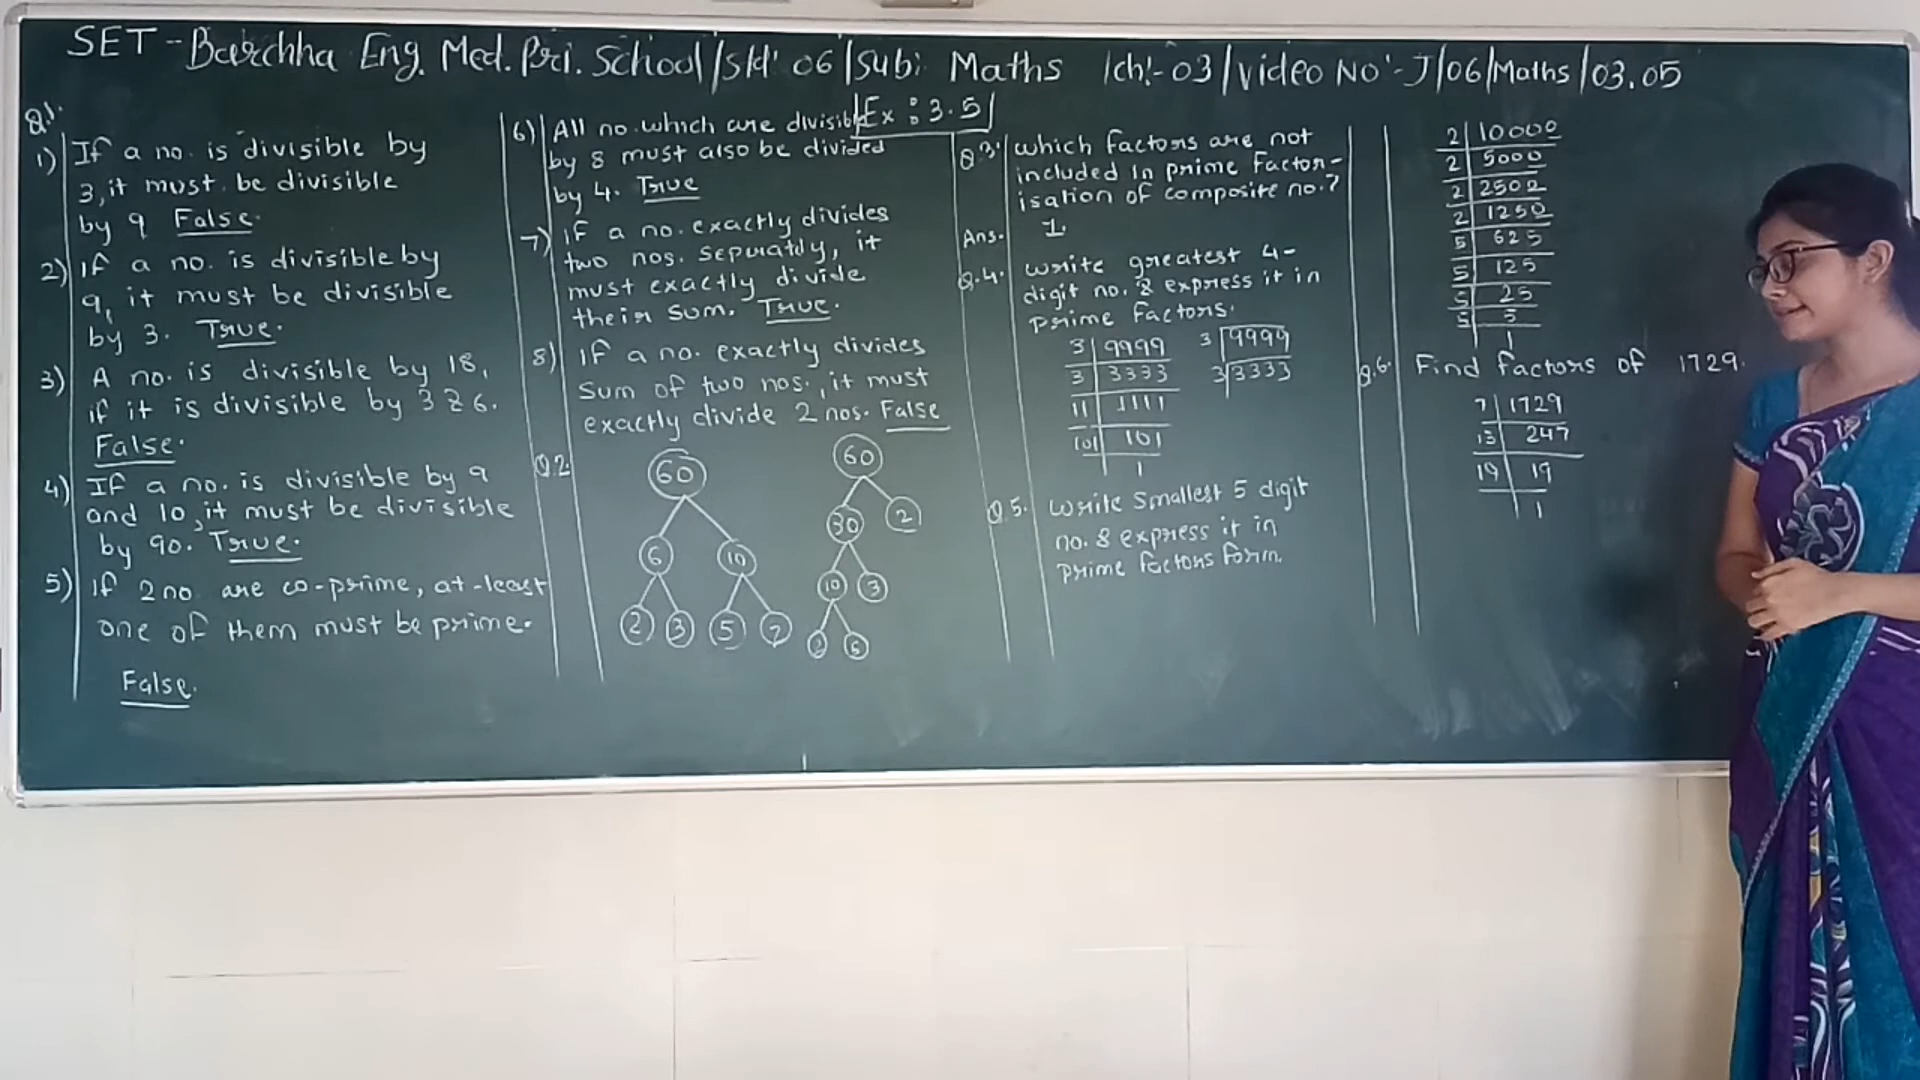 SET - Barchha Eng. Med. Pri. School/Std' 06/Sub: Maths /ch:- 03/Video No'- J/06/Maths/03.05
Ex : 3.5
Q1.
1) If a no. is divisible by
3, it must be divisible
by 9 False.
2) If a no. is divisible by
9, it must be divisible
by 3. True.
3) A no. is divisible by 18,
if it is divisible by 3 & 6.
False.
4) If a no. is divisible by 9
and 10, it must be divisible
by 90. True.
5) If 2 no. are co-prime, at-least
one of them must be prime.
False.
6) All no. which are divisible
by 8 must also be divided
by 4. True
7) If a no. exactly divides
two nos. sepurately, it
must exactly divide
their sum. True.
8) If a no. exactly divides
Sum of two nos., it must
exactly divide 2 nos. False
Q.2.
60
6 10
2 3 5 2
60
30 2
10 3
2 5
Q3. which factors are not
included in prime Factor-
isation of composite no.?
Ans. 1.
Q.4. write greatest 4-
digit no. & express it in
prime factors.
3 9999
3 3333
11 1111
101 101
1
3 9999
3 3333
Q5. write smallest 5 digit
no. & express it in
prime factors form.
2 10000
2 5000
2 2500
2 1250
5 625
5 125
5 25
5 5
1
Q.6. Find factors of 1729.
7 1729
13 247
19 19
1